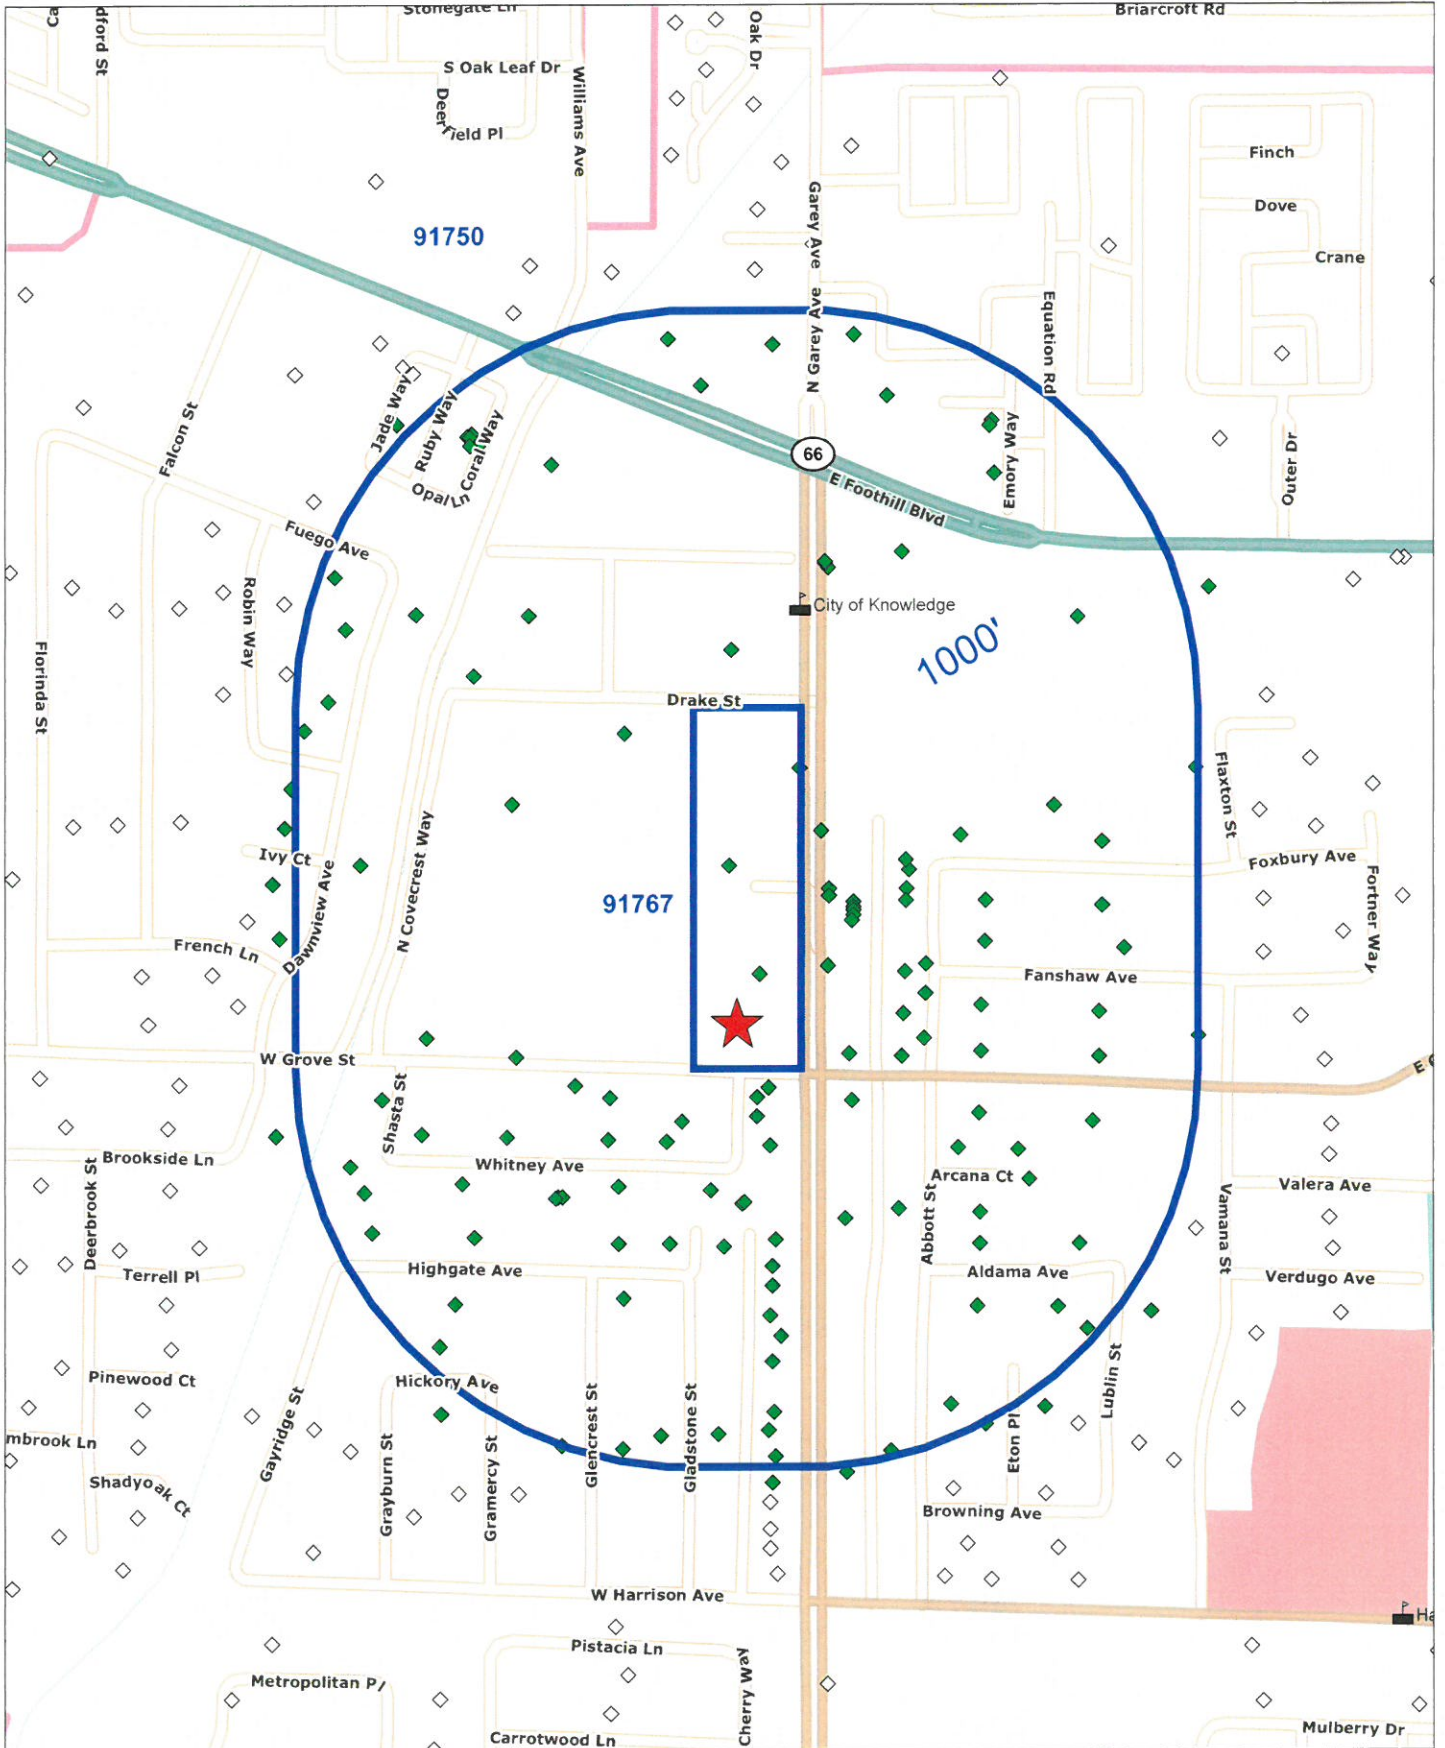 Stonegate Ln
Briarcroft Rd
Oak Dr
S Oak Leaf Dr
Williams Ave
Deerfield Pl
Finch
Dove
Crane
91750
Garey Ave
N Garey Ave
Equation Rd
Jade Way
Ruby Way
Coral Way
Opal Ln
Falcon St
Emory Way
Outer Dr
66
E Foothill Blvd
Fuego Ave
Robin Way
City of Knowledge
1000'
Florinda St
Drake St
Flaxton St
N Covecrest Way
Ivy Ct
Foxbury Ave
Dawnview Ave
91767
Fortner Way
French Ln
Fanshaw Ave
W Grove St
Shasta St
Brookside Ln
Whitney Ave
Arcana Ct
Valera Ave
Deerbrook St
Abbott St
Vamana St
Terrell Pl
Highgate Ave
Aldama Ave
Verdugo Ave
Pinewood Ct
Hickory Ave
Lublin St
Gayridge St
Glencrest St
Gladstone St
Eton Pl
mbrook Ln
Grayburn St
Gramercy St
Shadyoak Ct
Browning Ave
W Harrison Ave
Pistacia Ln
Metropolitan Pl
Cherry Way
Carrotwood Ln
Mulberry Dr